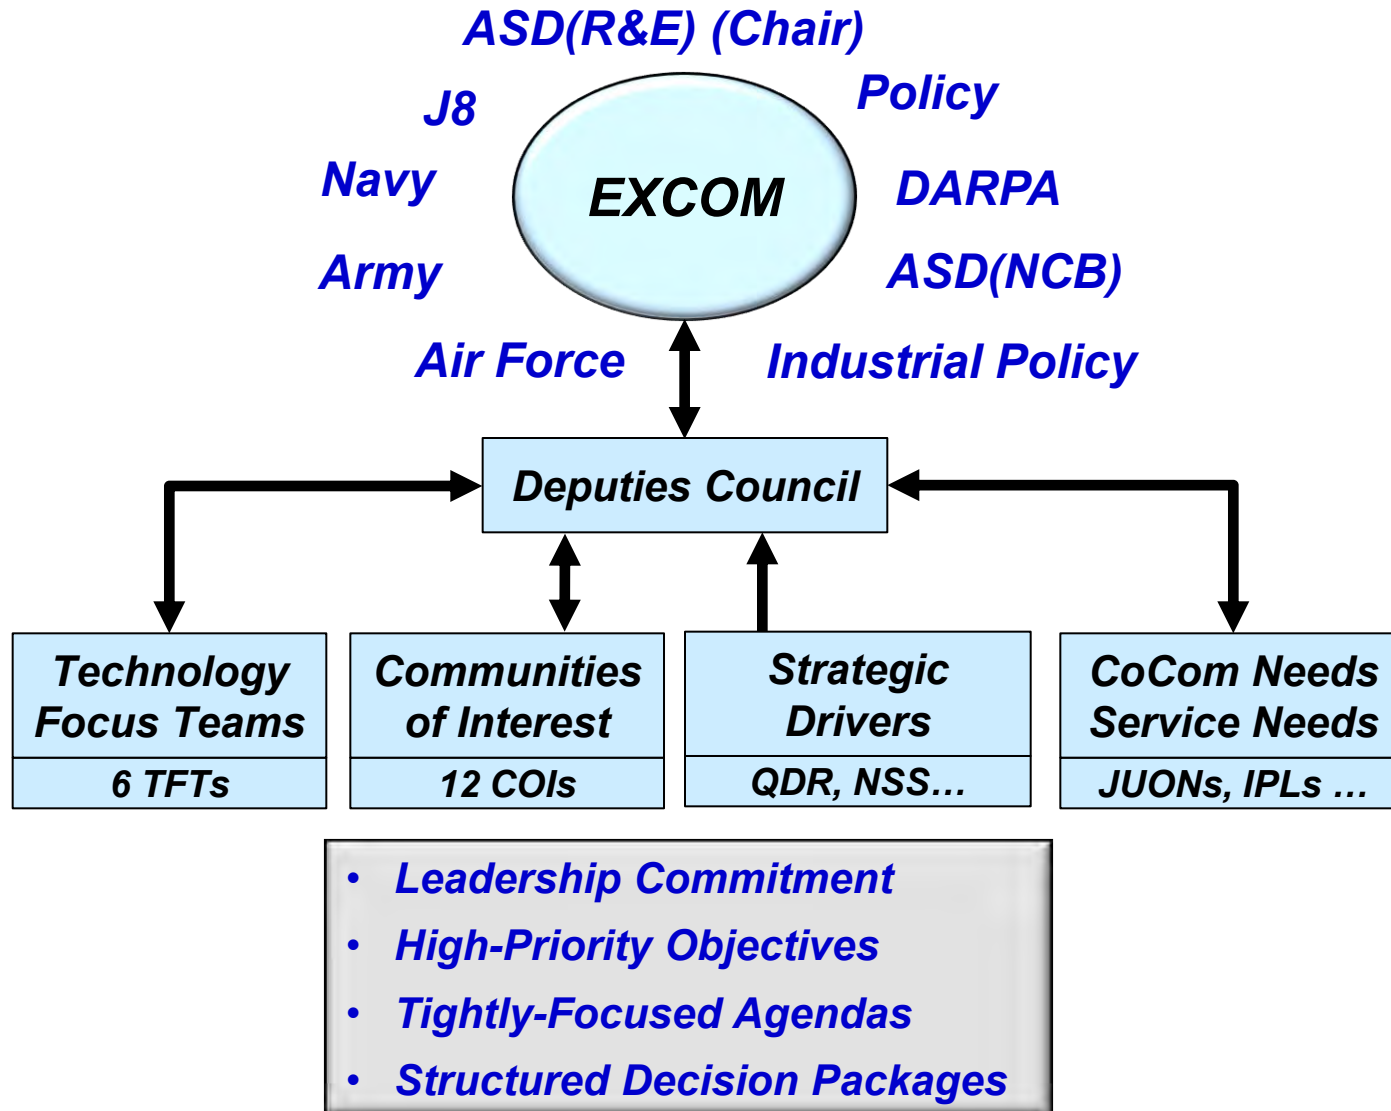 ASD(R&E) (Chair)
J8
Policy
Navy
EXCOM
DARPA
Army
ASD(NCB)
Air Force
Industrial Policy
Deputies Council
Technology
Focus Teams
6 TFTs
Communities
of Interest
12 COIs
Strategic
Drivers
QDR, NSS…
CoCom Needs
Service Needs
JUONs, IPLs …
• Leadership Commitment
• High-Priority Objectives
• Tightly-Focused Agendas
• Structured Decision Packages